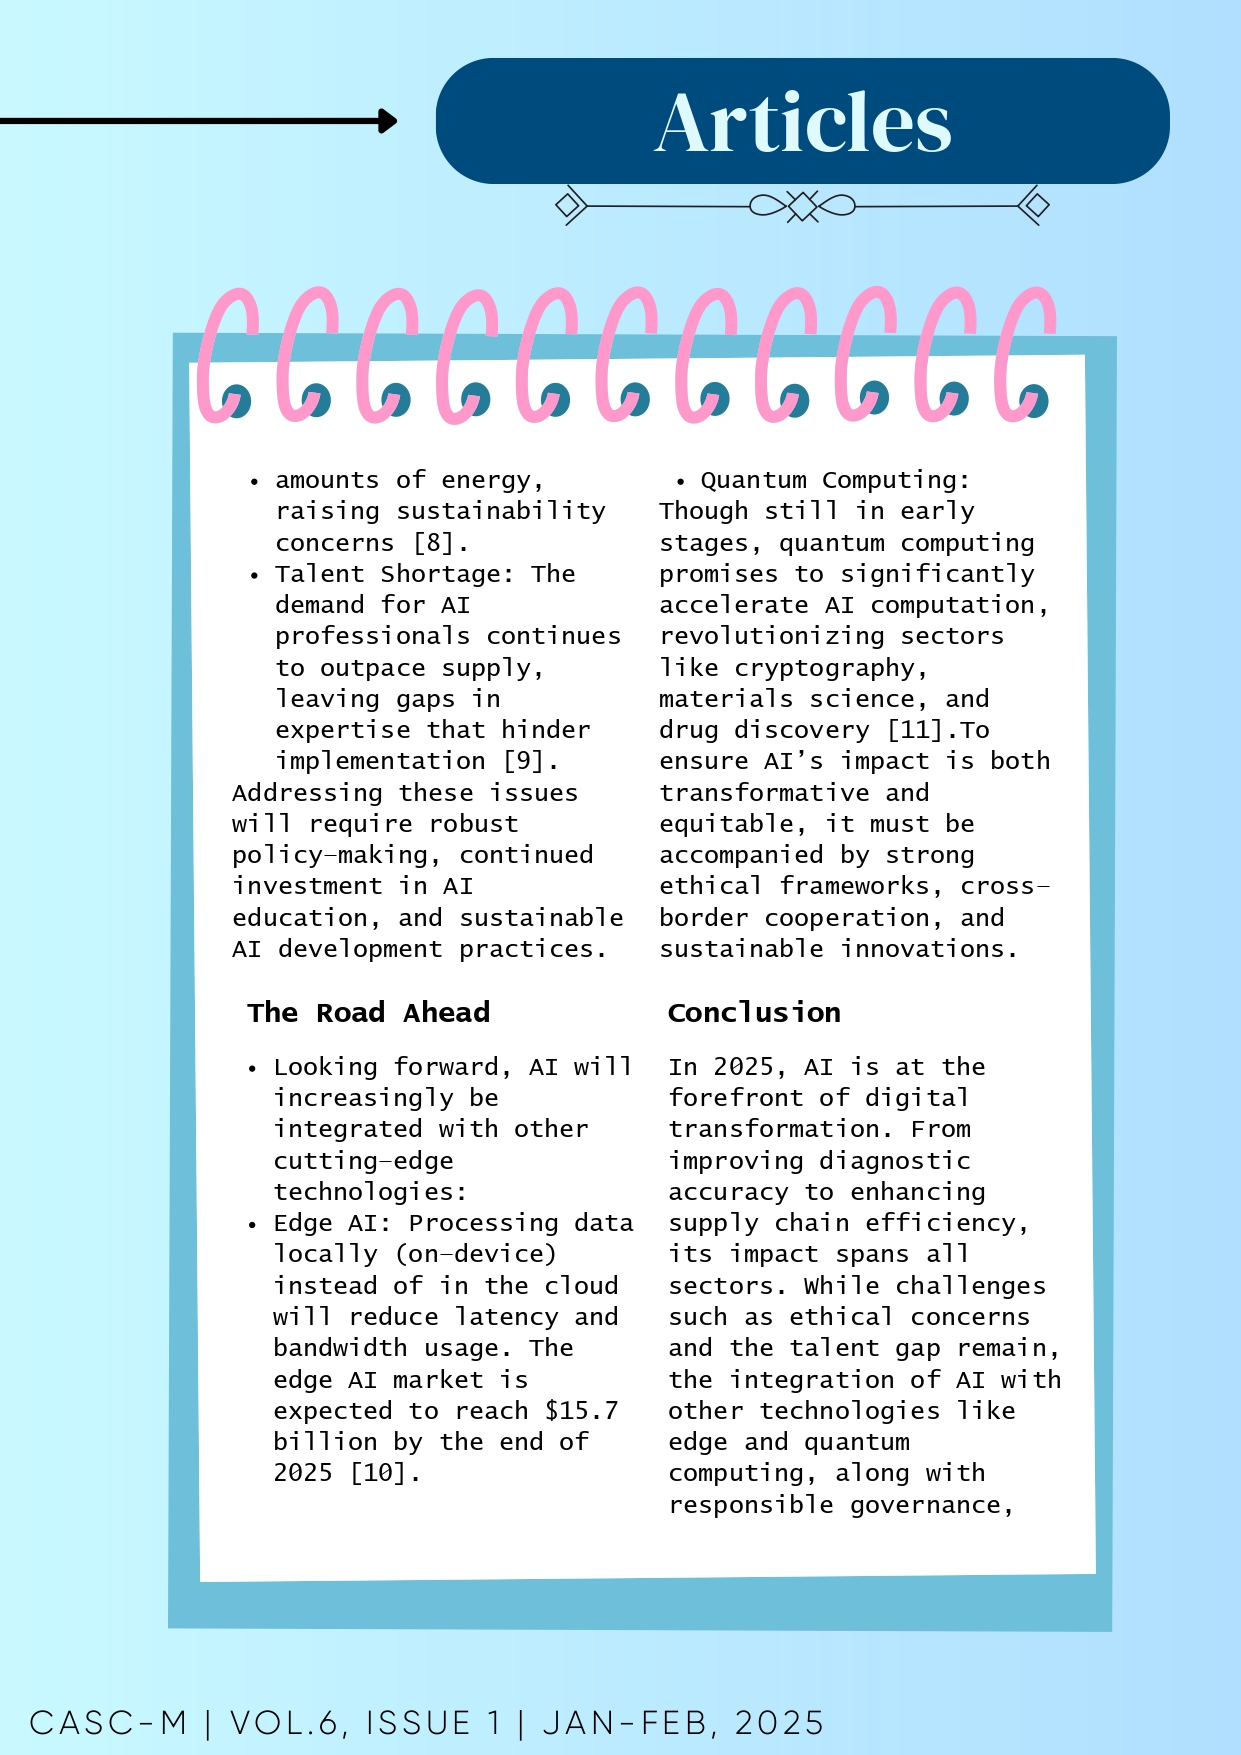 Articles
• amounts of energy,
raising sustainability
concerns [8].
• Talent Shortage: The
demand for AI
professionals continues
to outpace supply,
leaving gaps in
expertise that hinder
implementation [9].
Addressing these issues
will require robust
policy-making, continued
investment in AI
education, and sustainable
AI development practices.
The Road Ahead
• Looking forward, AI will
increasingly be
integrated with other
cutting-edge
technologies:
• Edge AI: Processing data
locally (on-device)
instead of in the cloud
will reduce latency and
bandwidth usage. The
edge AI market is
expected to reach $15.7
billion by the end of
2025 [10].
• Quantum Computing:
Though still in early
stages, quantum computing
promises to significantly
accelerate AI computation,
revolutionizing sectors
like cryptography,
materials science, and
drug discovery [11].To
ensure AI’s impact is both
transformative and
equitable, it must be
accompanied by strong
ethical frameworks, cross-
border cooperation, and
sustainable innovations.
Conclusion
In 2025, AI is at the
forefront of digital
transformation. From
improving diagnostic
accuracy to enhancing
supply chain efficiency,
its impact spans all
sectors. While challenges
such as ethical concerns
and the talent gap remain,
the integration of AI with
other technologies like
edge and quantum
computing, along with
responsible governance,
CASC-M | VOL.6, ISSUE 1 | JAN-FEB, 2025